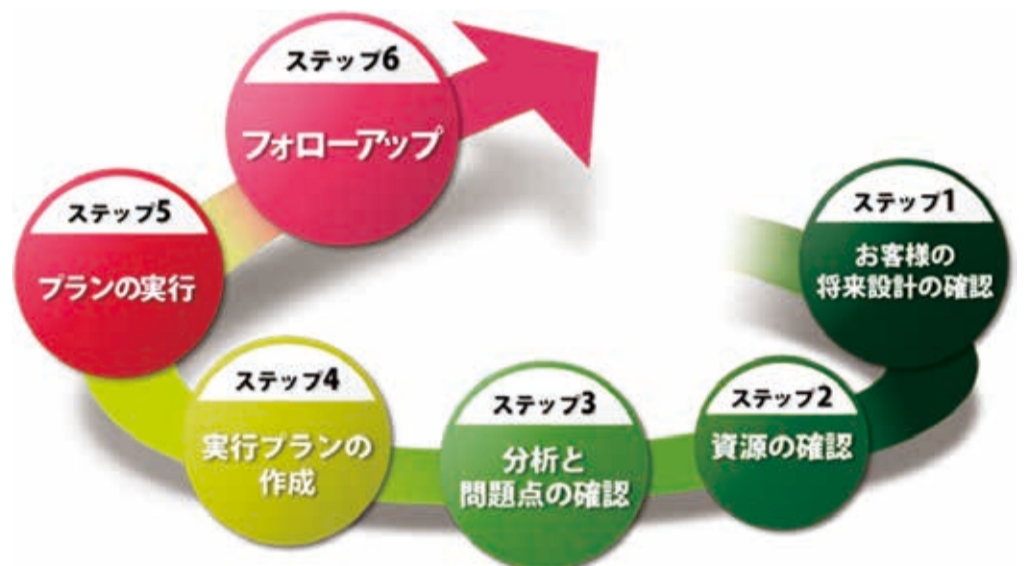 ステップ1
お客様の
将来設計の確認
ステップ2
資源の確認
ステップ3
分析と
問題点の確認
ステップ4
実行プランの
作成
ステップ5
プランの実行
ステップ6
フォローアップ